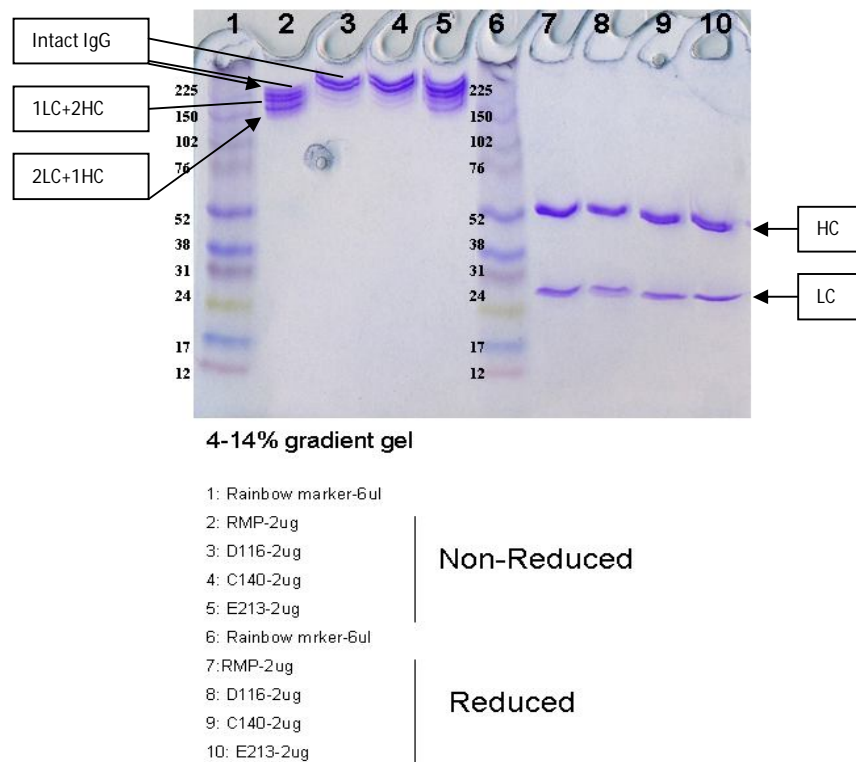 1 2 3 4 5 6 7 8 9 10
Intact IgG
1LC+2HC
2LC+1HC
225
150
102
76
52
38
31
24
17
12
225
150
102
76
52
38
31
24
17
12
HC
LC
4-14% gradient gel
1: Rainbow marker-6ul
2: RMP-2ug
3: D116-2ug
4: C140-2ug
5: E213-2ug
Non-Reduced
6: Rainbow mrker-6ul
7:RMP-2ug
8: D116-2ug
9: C140-2ug
10: E213-2ug
Reduced